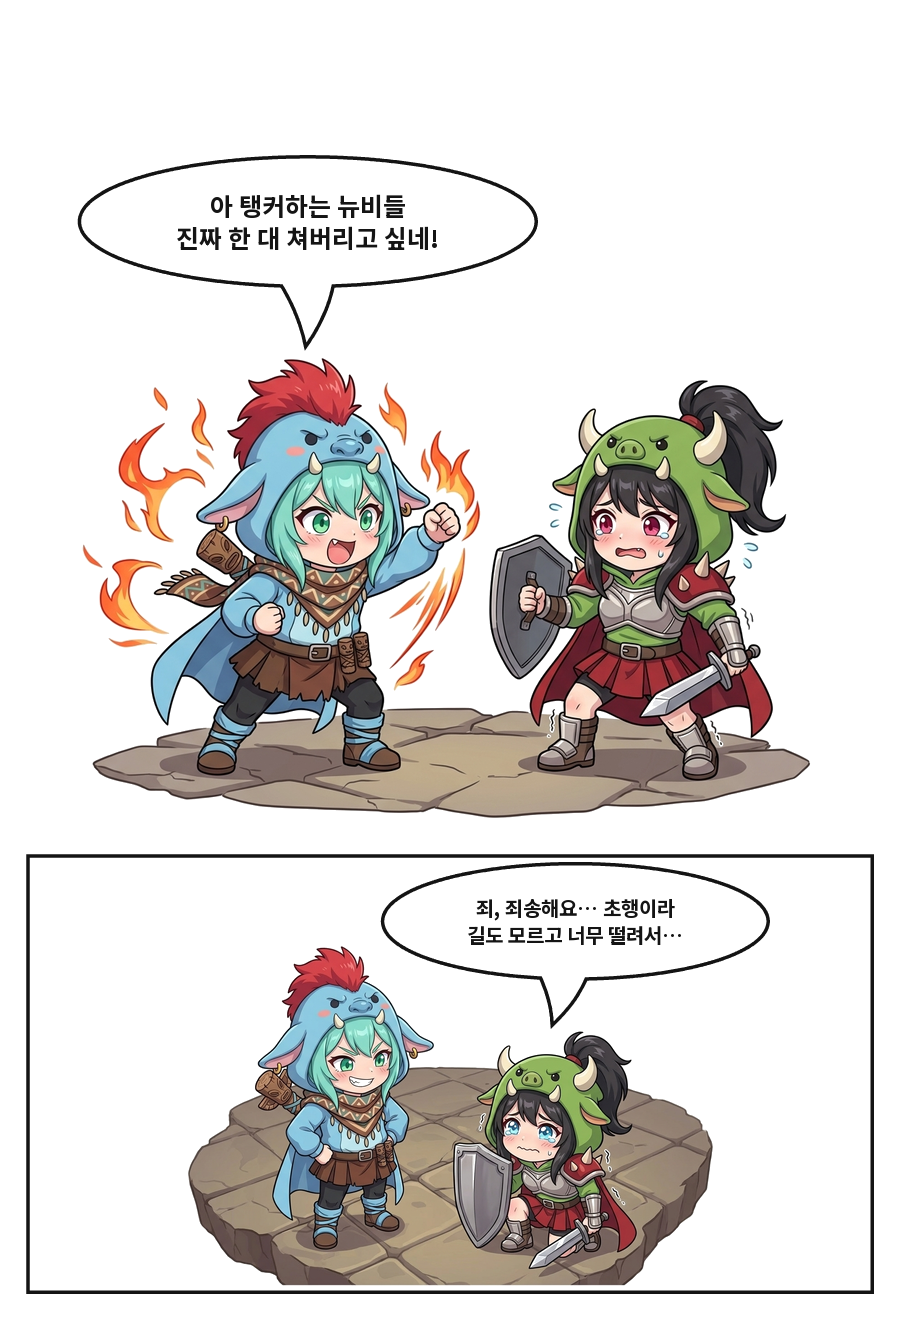 아 탱커하는 뉴비들
진짜 한 대 쳐버리고 싶네!
죄, 죄송해요… 초행이라
길도 모르고 너무 떨려서…